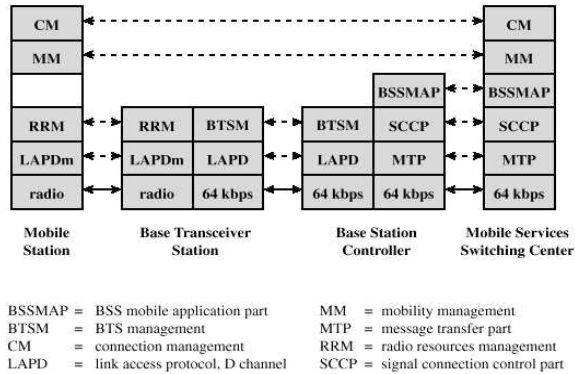 CM CM
MM MM
BSSMAP BSSMAP
RRM RRM BTSM BTSM SCCP SCCP
LAPDm LAPDm LAPD LAPD MTP MTP
radio radio 64 kbps 64 kbps 64 kbps 64 kbps
Mobile Base Transceiver Base Station Mobile Services
Station Station Controller Switching Center
BSSMAP = BSS mobile application part MM = mobility management
BTSM = BTS management MTP = message transfer part
CM = connection management RRM = radio resources management
LAPD = link access protocol, D channel SCCP = signal connection control part